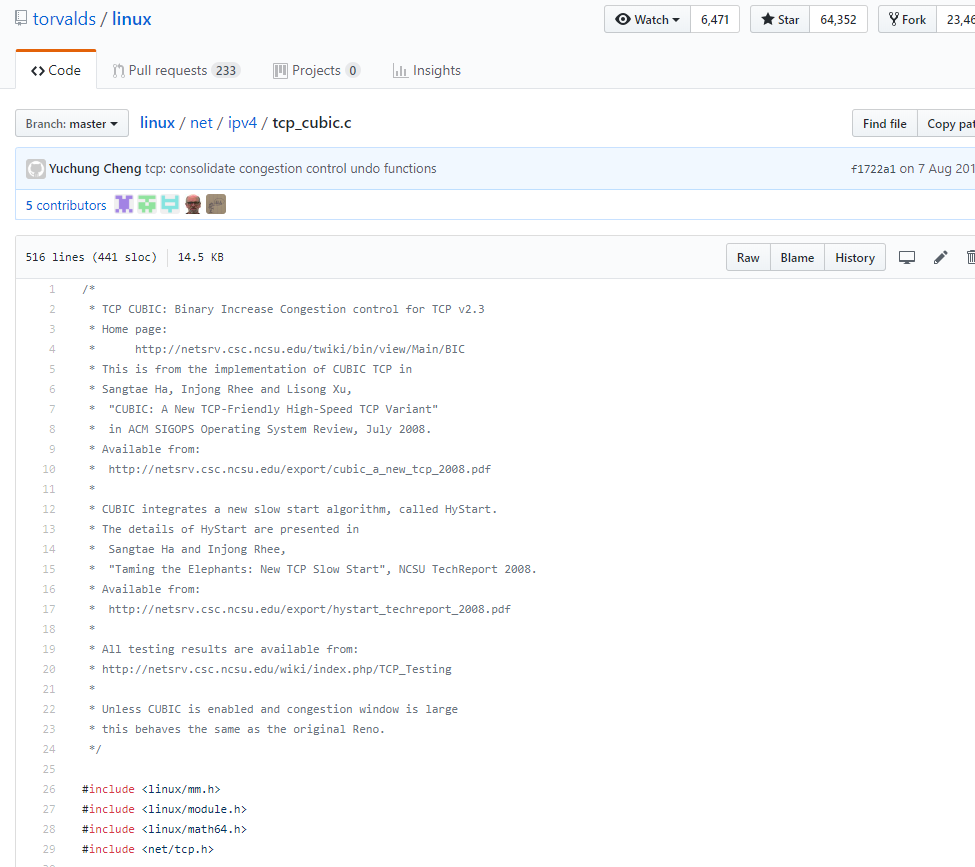 torvalds / linux
Watch 6,471 Star 64,352 Fork
Code Pull requests 233 Projects 0 Insights
Branch: master linux / net / ipv4 / tcp_cubic.c Find file Copy
Yuchung Cheng tcp: consolidate congestion control undo functions f1722a1 on 7 Aug
5 contributors
516 lines (441 sloc) 14.5 KB Raw Blame History
1 /*
2 * TCP CUBIC: Binary Increase Congestion control for TCP v2.3
3 * Home page:
4 * http://netsrv.csc.ncsu.edu/twiki/bin/view/Main/BIC
5 * This is from the implementation of CUBIC TCP in
6 * Sangtae Ha, Injong Rhee and Lisong Xu,
7 * "CUBIC: A New TCP-Friendly High-Speed TCP Variant"
8 * in ACM SIGOPS Operating System Review, July 2008.
9 * Available from:
10 * http://netsrv.csc.ncsu.edu/export/cubic_a_new_tcp_2008.pdf
11 *
12 * CUBIC integrates a new slow start algorithm, called HyStart.
13 * The details of HyStart are presented in
14 * Sangtae Ha and Injong Rhee,
15 * "Taming the Elephants: New TCP Slow Start", NCSU TechReport 2008.
16 * Available from:
17 * http://netsrv.csc.ncsu.edu/export/hystart_techreport_2008.pdf
18 *
19 * All testing results are available from:
20 * http://netsrv.csc.ncsu.edu/wiki/index.php/TCP_Testing
21 *
22 * Unless CUBIC is enabled and congestion window is large
23 * this behaves the same as the original Reno.
24 */
25
26 #include <linux/mm.h>
27 #include <linux/module.h>
28 #include <linux/math64.h>
29 #include <net/tcp.h>